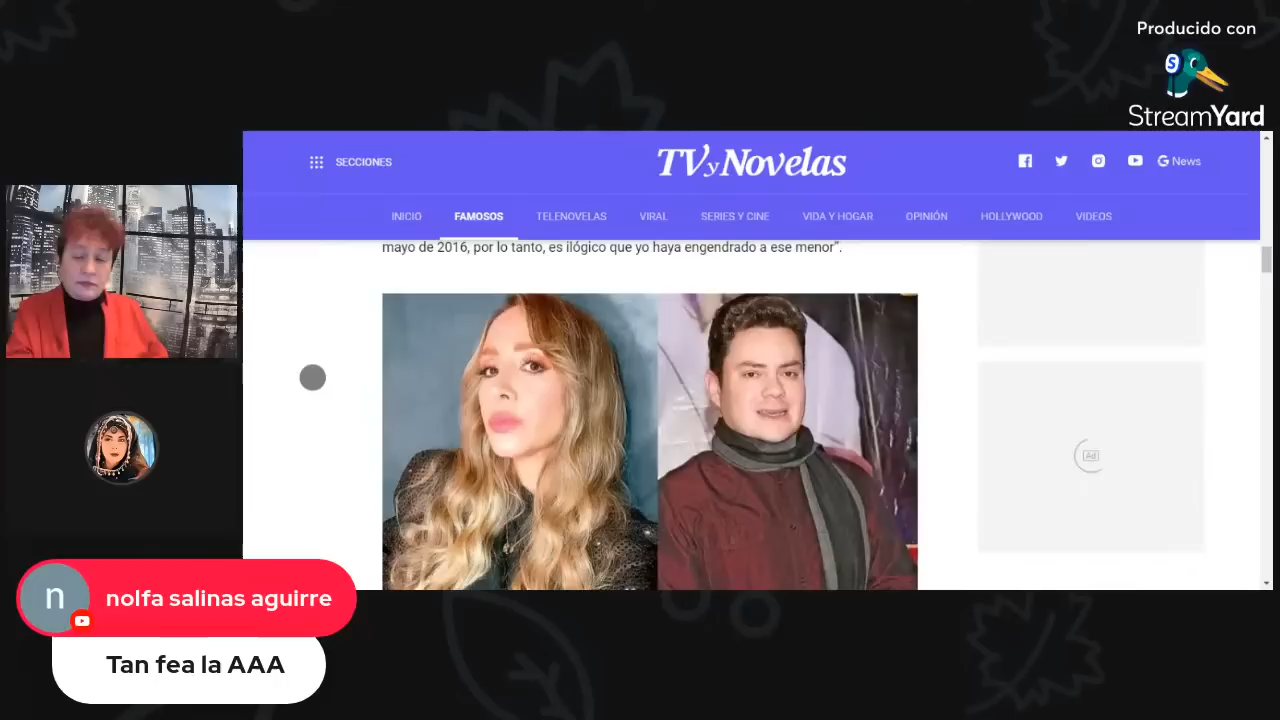 Producido con
StreamYard
SECCIONES
TVyNovelas
News
INICIO
FAMOSOS
TELENOVELAS
VIRAL
SERIES Y CINE
VIDA Y HOGAR
OPINIÓN
HOLLYWOOD
VIDEOS
mayo de 2016, por lo tanto, es ilógico que yo haya engendrado a ese menor”.
Ad
n
nolfa salinas aguirre
Tan fea la AAA